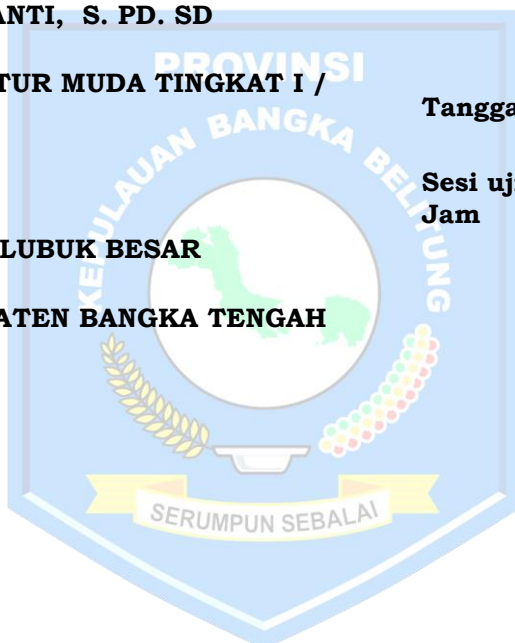 ANTI, S. PD. SD
TUR MUDA TINGKAT I /
Tangga
Sesi uj
Jam
LUBUK BESAR
ATEN BANGKA TENGAH
PROVINSI
KEPULAUAN BANGKA BELITUNG
SERUMPUN SEBALAI